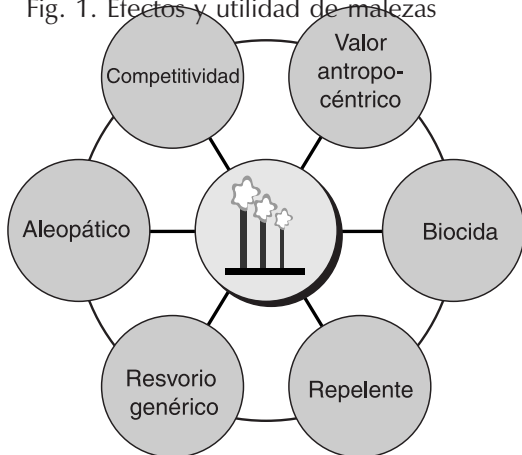 Fig. 1. Efectos y utilidad de malezas
Competitividad
Valor
antropo-
céntrico
Aleopático
Biocida
Resvorio
genérico
Repelente